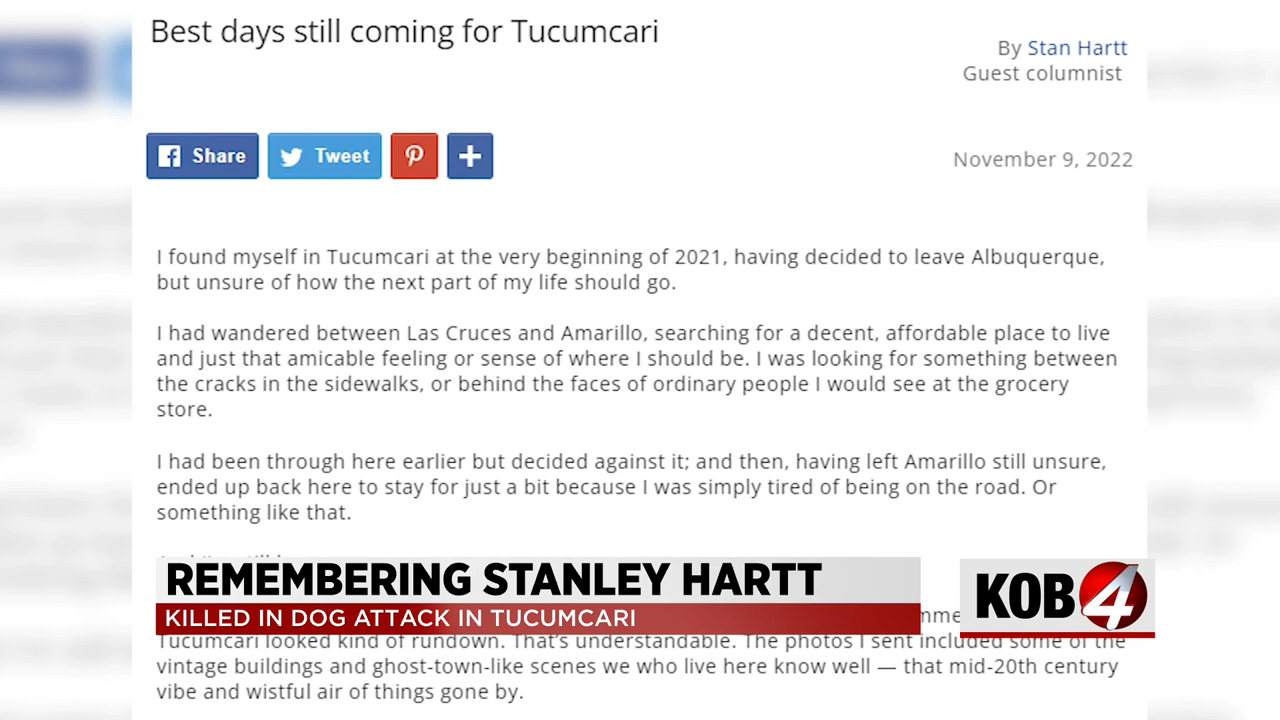 Best days still coming for Tucumcari
By Stan Hartt
Guest columnist
Share
Tweet
November 9, 2022
I found myself in Tucumcari at the very beginning of 2021, having decided to leave Albuquerque,
but unsure of how the next part of my life should go.
I had wandered between Las Cruces and Amarillo, searching for a decent, affordable place to live
and just that amicable feeling or sense of where I should be. I was looking for something between
the cracks in the sidewalks, or behind the faces of ordinary people I would see at the grocery
store.
I had been through here earlier but decided against it; and then, having left Amarillo still unsure,
ended up back here to stay for just a bit because I was simply tired of being on the road. Or
something like that.
REMEMBERING STANLEY HARTT
KILLED IN DOG ATTACK IN TUCUMCARI
KOB 4
Tucumcari looked kind of rundown. That's understandable. The photos I sent included some of the
vintage buildings and ghost-town-like scenes we who live here know well — that mid-20th century
vibe and wistful air of things gone by.